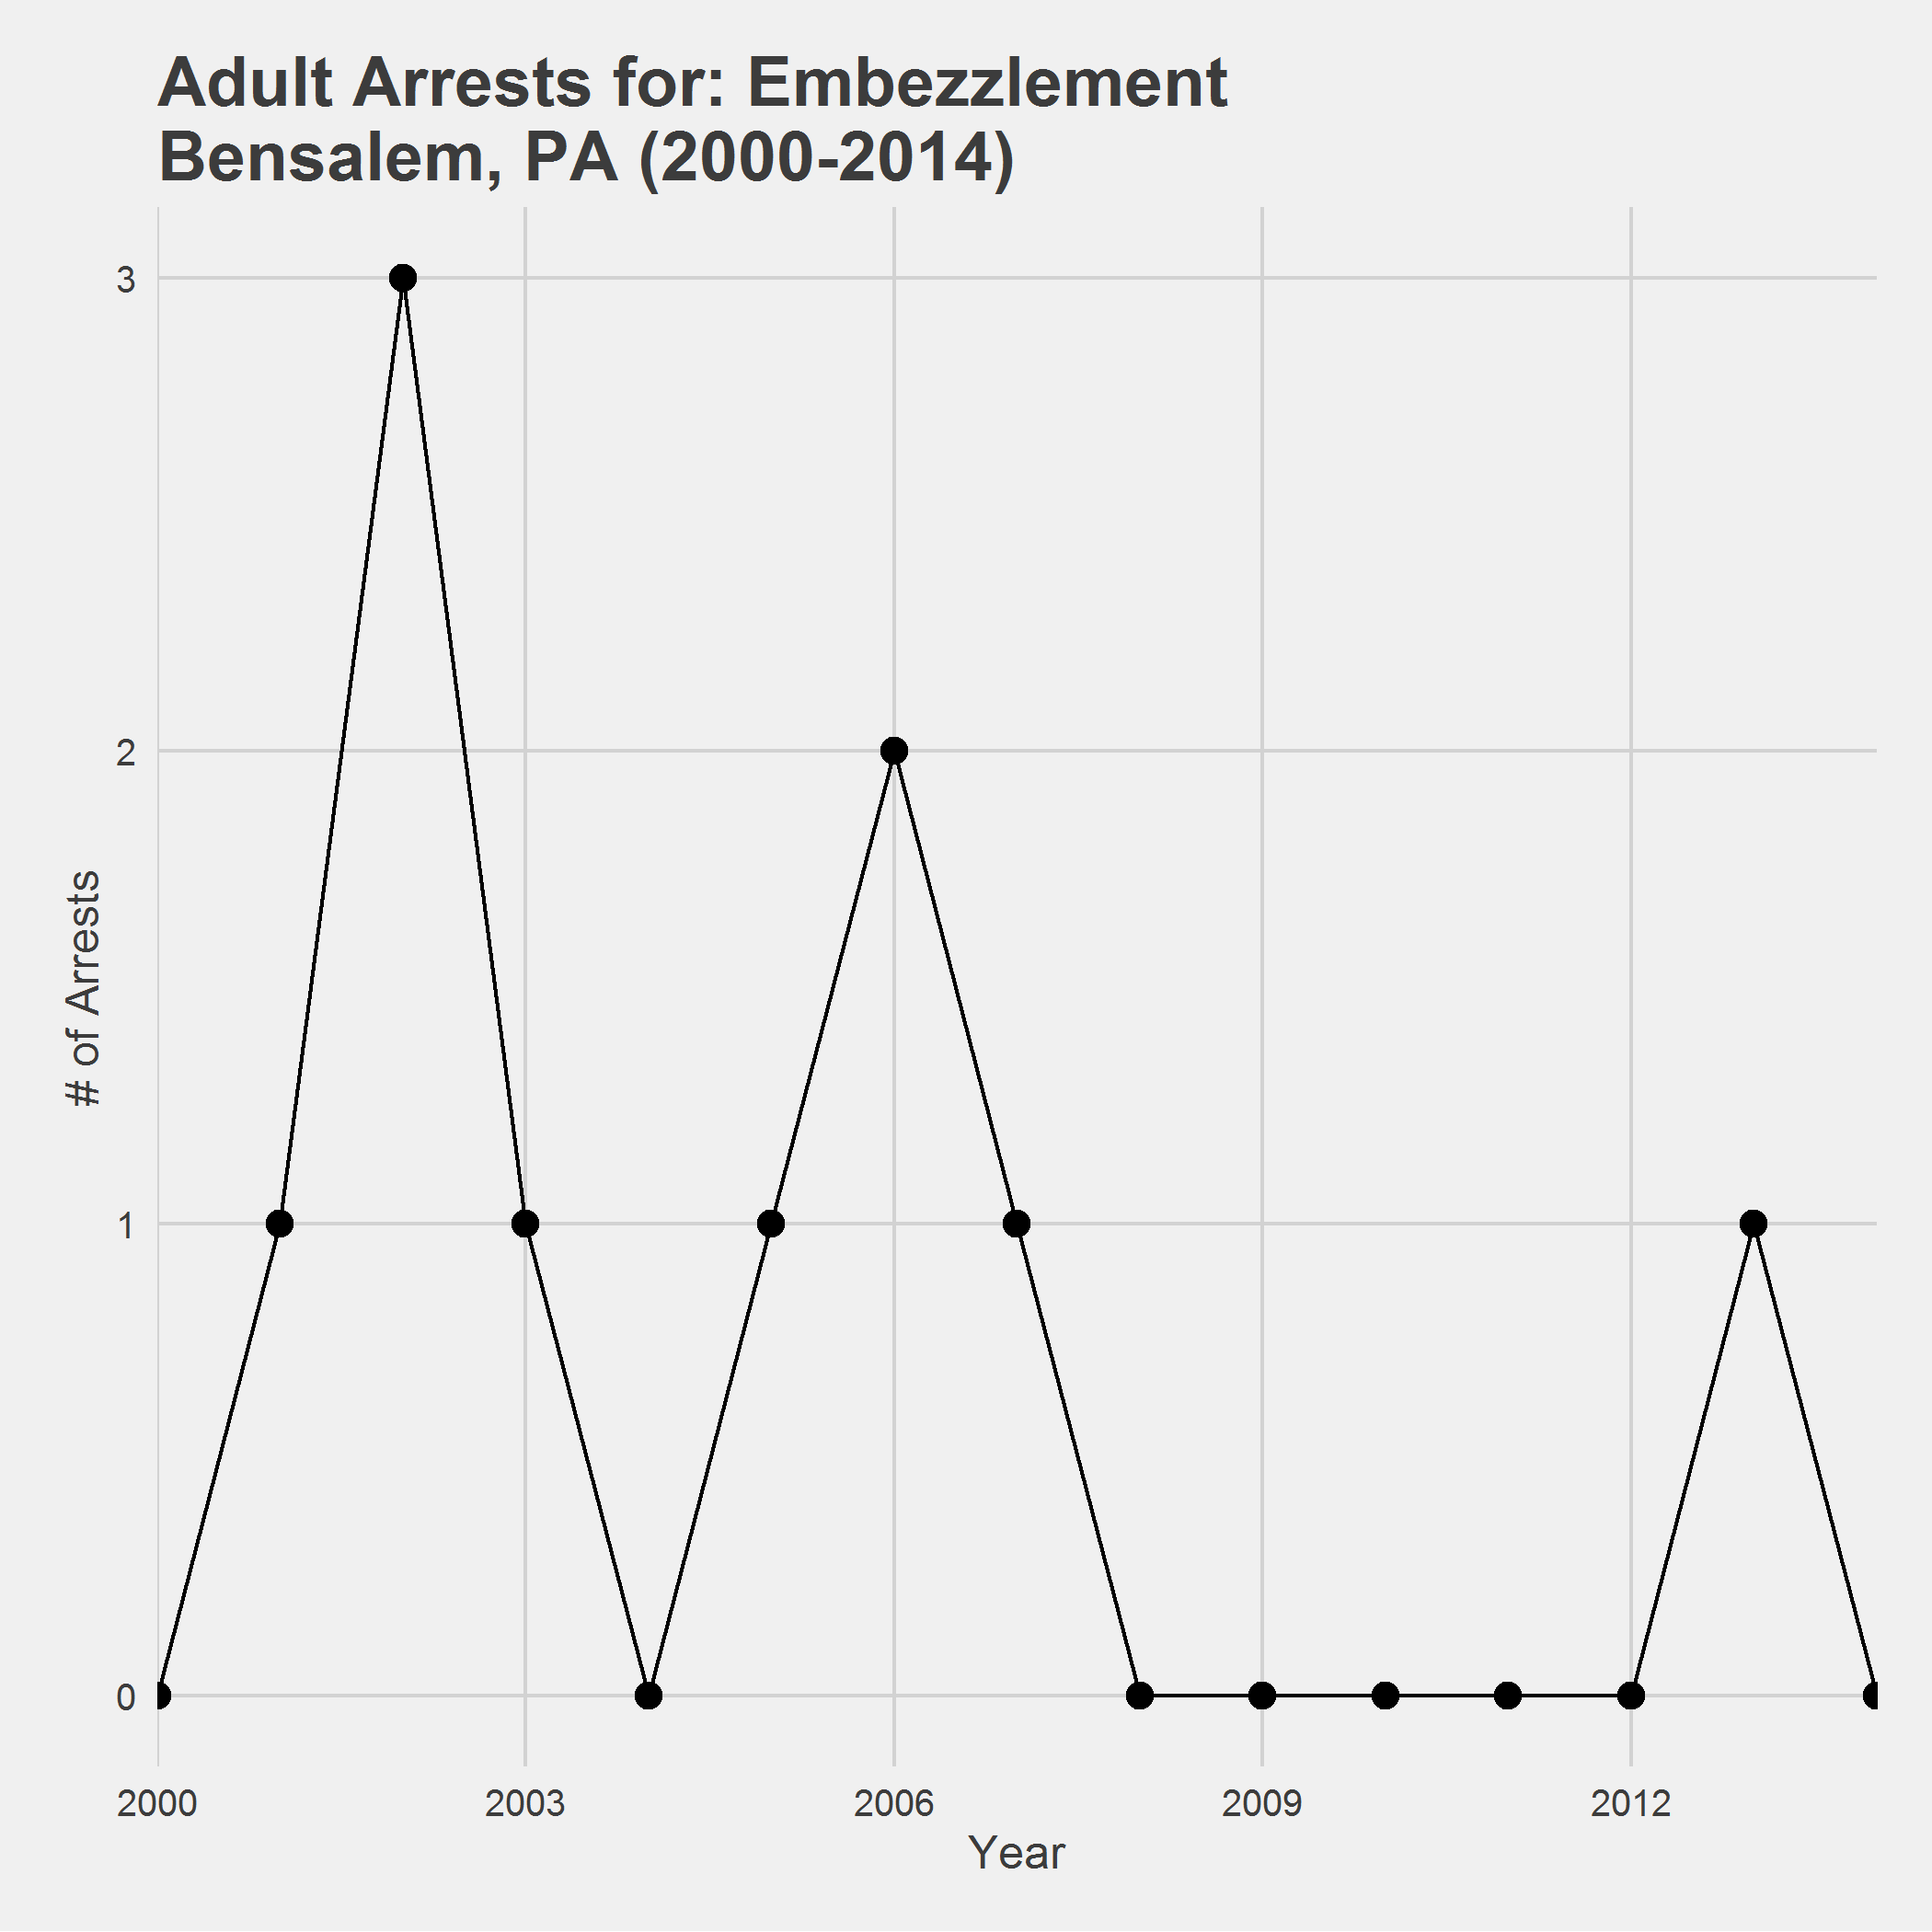 Adult Arrests for: Embezzlement
Bensalem, PA (2000-2014)
# of Arrests
3
2
1
0
2000 2003 2006 2009 2012
Year